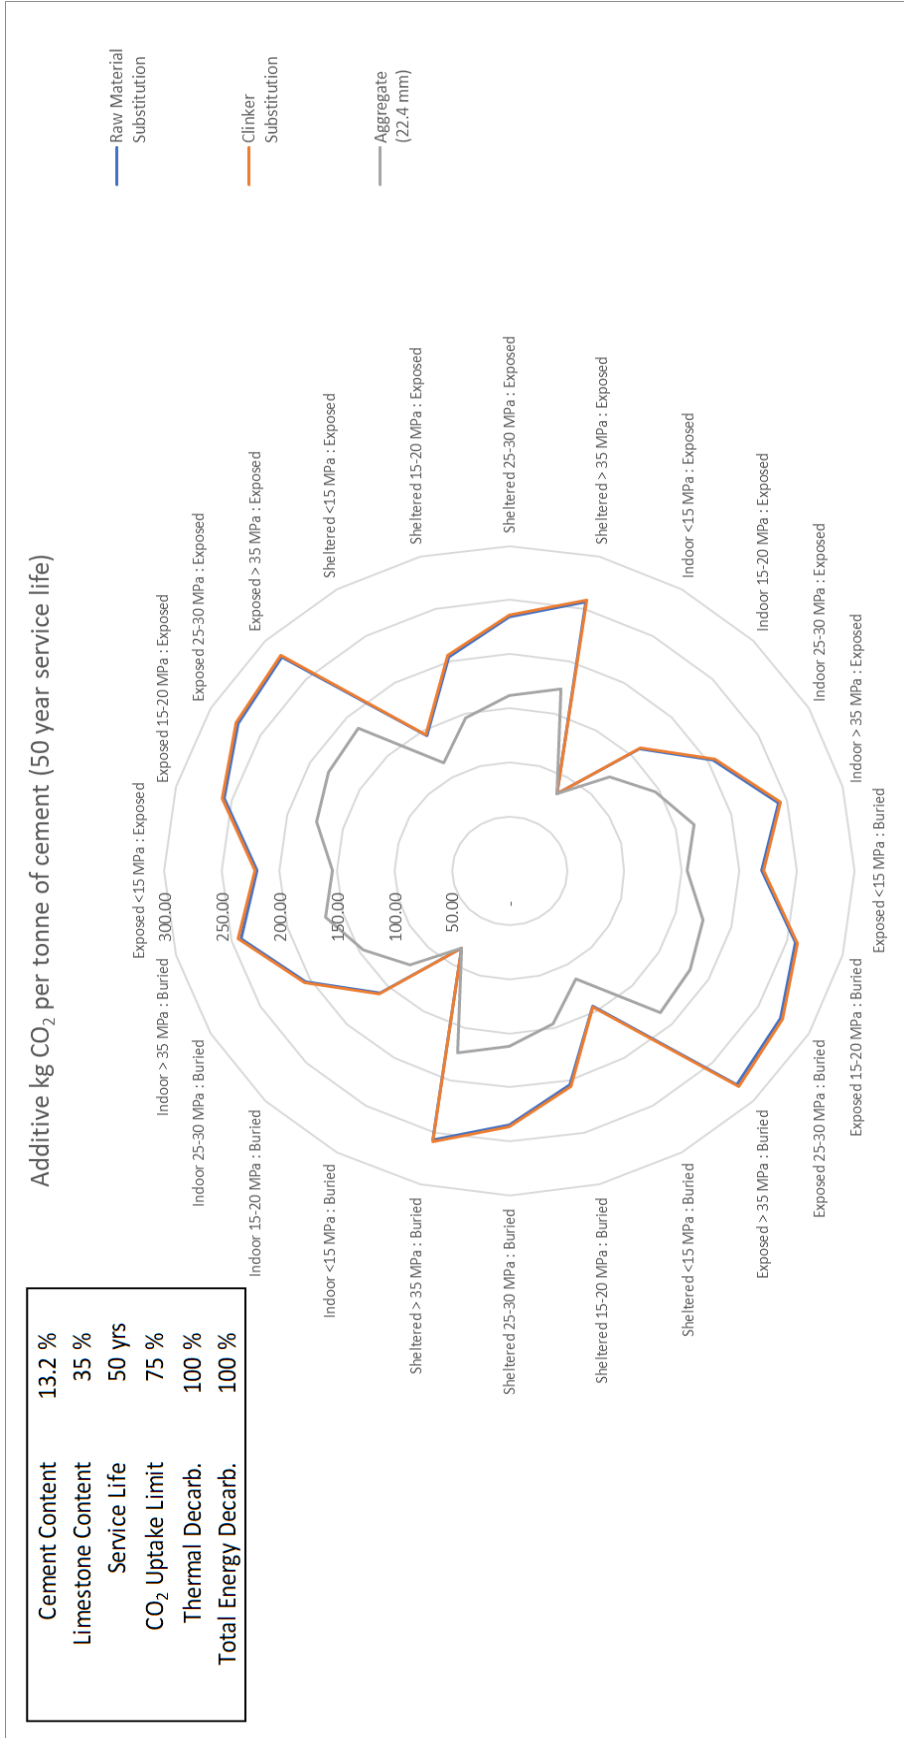 Additive kg CO₂ per tonne of cement (50 year service life)
Cement Content 13.2 %
Limestone Content 35 %
Service Life 50 yrs
CO₂ Uptake Limit 75 %
Thermal Decarb. 100 %
Total Energy Decarb. 100 %
Raw Material
Substitution
Clinker
Substitution
Aggregate
(22.4 mm)
300.00
250.00
200.00
150.00
100.00
50.00
-
Exposed <15 MPa : Exposed
Exposed 15-20 MPa : Exposed
Exposed 25-30 MPa : Exposed
Exposed > 35 MPa : Exposed
Sheltered <15 MPa : Exposed
Sheltered 15-20 MPa : Exposed
Sheltered 25-30 MPa : Exposed
Sheltered > 35 MPa : Exposed
Indoor <15 MPa : Exposed
Indoor 15-20 MPa : Exposed
Indoor 25-30 MPa : Exposed
Indoor > 35 MPa : Exposed
Exposed <15 MPa : Buried
Exposed 15-20 MPa : Buried
Exposed 25-30 MPa : Buried
Exposed > 35 MPa : Buried
Sheltered <15 MPa : Buried
Sheltered 15-20 MPa : Buried
Sheltered 25-30 MPa : Buried
Sheltered > 35 MPa : Buried
Indoor <15 MPa : Buried
Indoor 15-20 MPa : Buried
Indoor 25-30 MPa : Buried
Indoor > 35 MPa : Buried